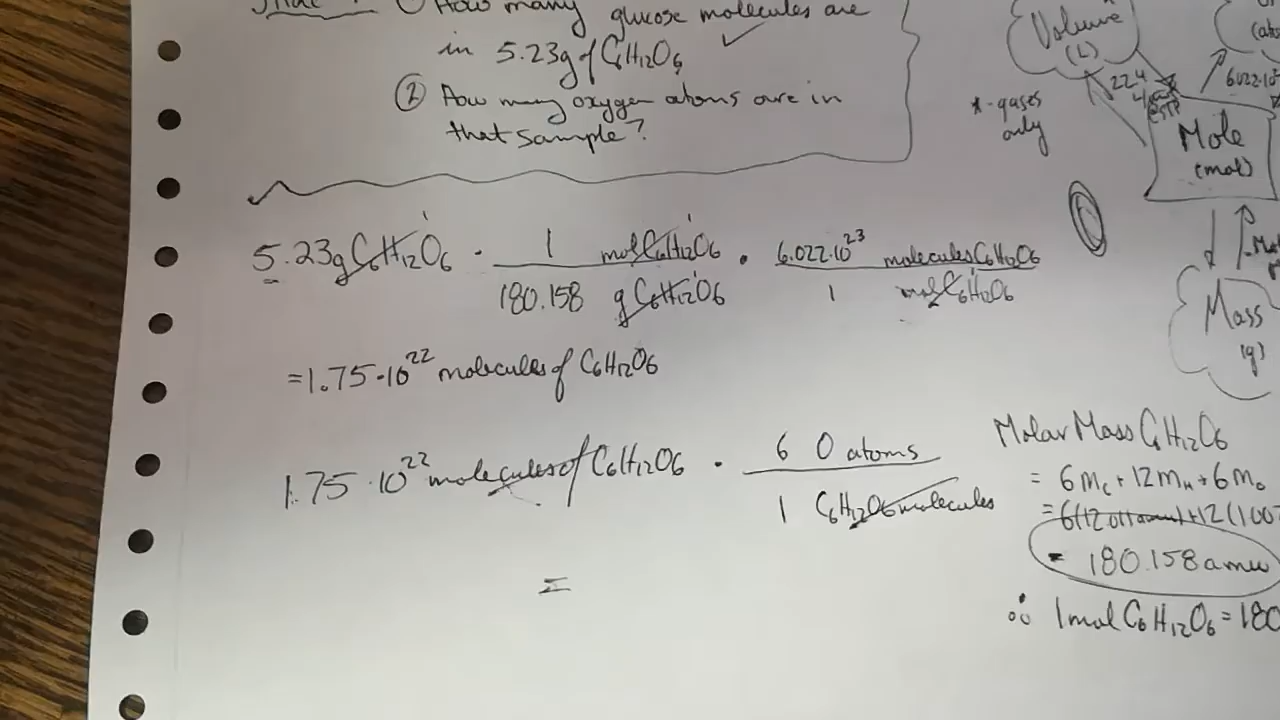 ① How many glucose molecules are
in 5.23g of C6H12O6 ✓
② How many oxygen atoms are in
that sample?
Volume
(L)
22.4
*-gases
only
Mole
(mol)
Mass
(g)
5.23g C6H12O6 · 1 mol C6H12O6 / 180.158 g C6H12O6 · 6.022·10^23 molecules C6H12O6 / 1 mol C6H12O6
= 1.75·10^22 molecules of C6H12O6
1.75·10^22 molecules of C6H12O6 · 6 O atoms / 1 C6H12O6 molecules
=
Molar Mass C6H12O6
= 6mC + 12mH + 6mO
= 180.158 amu
∴ 1 mol C6H12O6 = 180